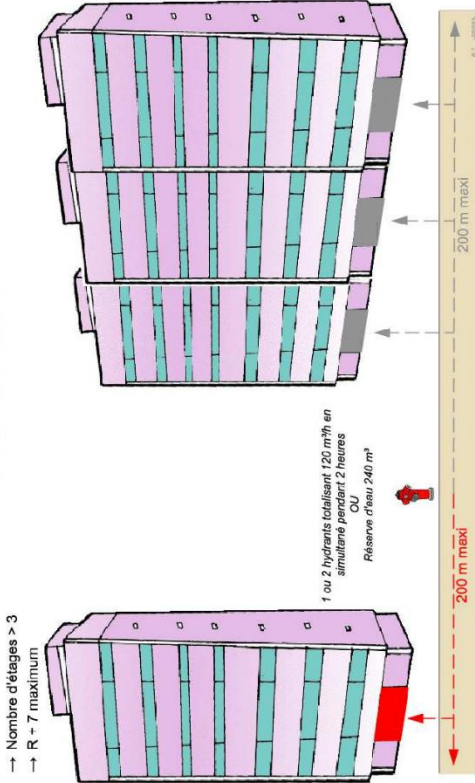 → Nombre d'étages > 3
→ R + 7 maximum
1 ou 2 hydrants totalisant 120 m³/h en
simultané pendant 2 heures
OU
Réserve d'eau 240 m³
200 m maxi
200 m maxi